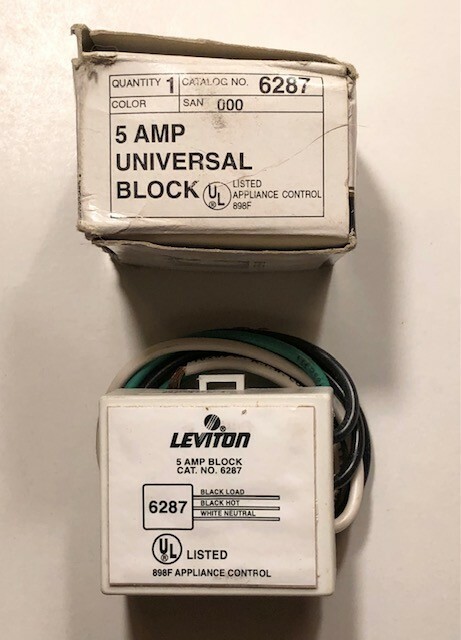 QUANTITY 1 CATALOG NO. 6287
COLOR SAN 000
5 AMP
UNIVERSAL
BLOCK UL LISTED
APPLIANCE CONTROL
898F
LEVITON®
5 AMP BLOCK
CAT. NO. 6287
6287
BLACK LOAD
BLACK HOT
WHITE NEUTRAL
UL LISTED
898F APPLIANCE CONTROL